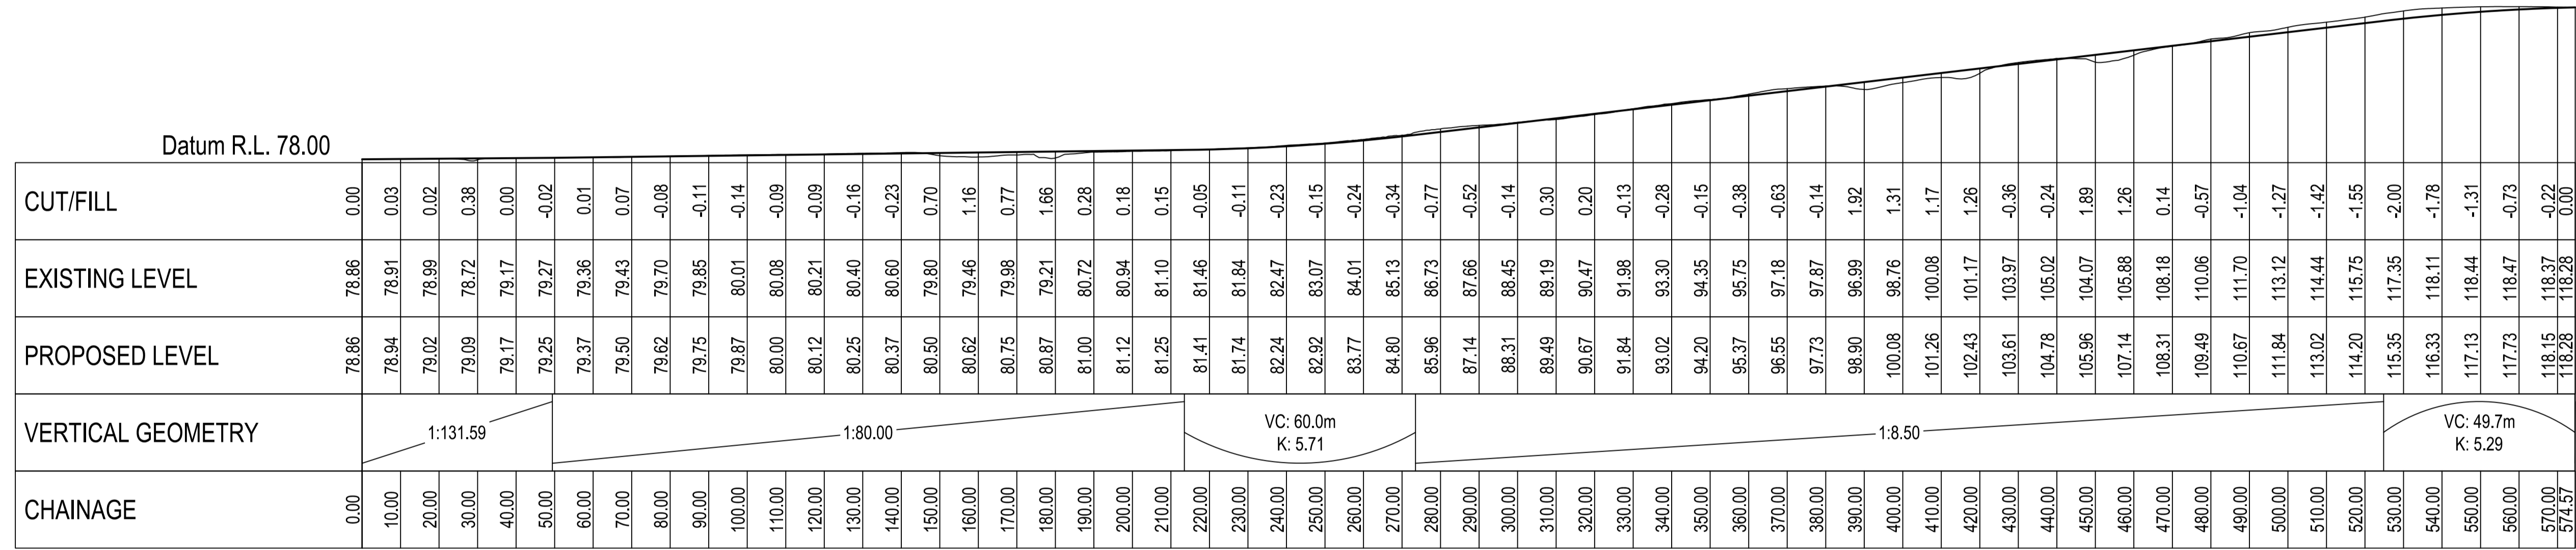 Datum R.L. 78.00
CUT/FILL 0.00 0.03 0.02 0.38 0.00 -0.02 0.01 0.07 -0.08 -0.11 -0.14 -0.09 -0.09 -0.16 -0.23 0.70 1.16 0.77 1.66 0.28 0.18 0.15 -0.05 -0.11 -0.23 -0.15 -0.24 -0.34 -0.77 -0.52 -0.14 0.30 0.20 -0.13 -0.28 -0.15 -0.38 -0.63 -0.14 1.92 1.31 1.17 1.26 -0.36 -0.24 1.89 1.26 0.14 -0.57 -1.04 -1.27 -1.42 -1.55 -2.00 -1.78 -1.31 -0.73 -0.22 0.00
EXISTING LEVEL 78.86 78.91 78.99 78.72 79.17 79.27 79.36 79.43 79.70 79.85 80.01 80.08 80.21 80.40 80.60 79.80 79.46 79.98 79.21 80.72 80.94 81.10 81.46 81.84 82.47 83.07 84.01 85.13 86.73 87.66 88.45 89.19 90.47 91.98 93.30 94.35 95.75 97.18 97.87 96.99 98.76 100.08 101.17 103.97 105.02 104.07 105.88 108.18 110.06 111.70 113.12 114.44 115.75 117.35 118.11 118.44 118.47 118.37 118.28
PROPOSED LEVEL 78.86 78.94 79.02 79.09 79.17 79.25 79.37 79.50 79.62 79.75 79.87 80.00 80.12 80.25 80.37 80.50 80.62 80.75 80.87 81.00 81.12 81.25 81.41 81.74 82.24 82.92 83.77 84.80 85.96 87.14 88.31 89.49 90.67 91.84 93.02 94.20 95.37 96.55 97.73 98.90 100.08 101.26 102.43 103.61 104.78 105.96 107.14 108.31 109.49 110.67 111.84 113.02 114.20 115.35 116.33 117.13 117.73 118.15 118.28
VERTICAL GEOMETRY 1:131.59 1:80.00
VC: 60.0m
K: 5.71
1:8.50
VC: 49.7m
K: 5.29
CHAINAGE 0.00 10.00 20.00 30.00 40.00 50.00 60.00 70.00 80.00 90.00 100.00 110.00 120.00 130.00 140.00 150.00 160.00 170.00 180.00 190.00 200.00 210.00 220.00 230.00 240.00 250.00 260.00 270.00 280.00 290.00 300.00 310.00 320.00 330.00 340.00 350.00 360.00 370.00 380.00 390.00 400.00 410.00 420.00 430.00 440.00 450.00 460.00 470.00 480.00 490.00 500.00 510.00 520.00 530.00 540.00 550.00 560.00 570.00 574.57